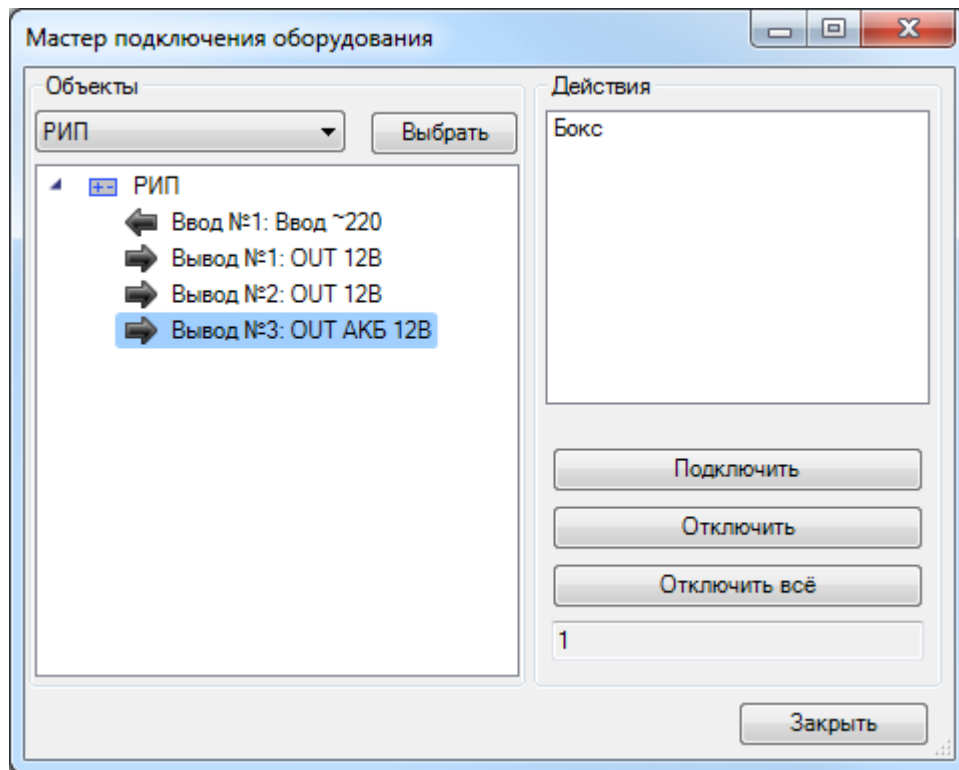 Мастер подключения оборудования
Объекты
РИП
Выбрать
РИП
Ввод №1: Ввод ~220
Вывод №1: OUT 12В
Вывод №2: OUT 12В
Вывод №3: OUT АКБ 12В
Действия
Бокс
Подключить
Отключить
Отключить всё
1
Закрыть